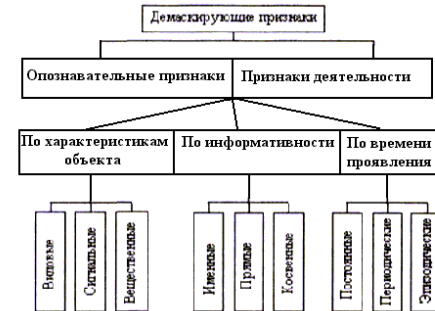 Демаскирующие признаки
Опознавательные признаки
Признаки деятельности
По характеристикам
объекта
По информативности
По времени
проявления
Видовые
Сигнальные
Вещественные
Именные
Прямые
Косвенные
Постоянные
Периодические
Эпизодические